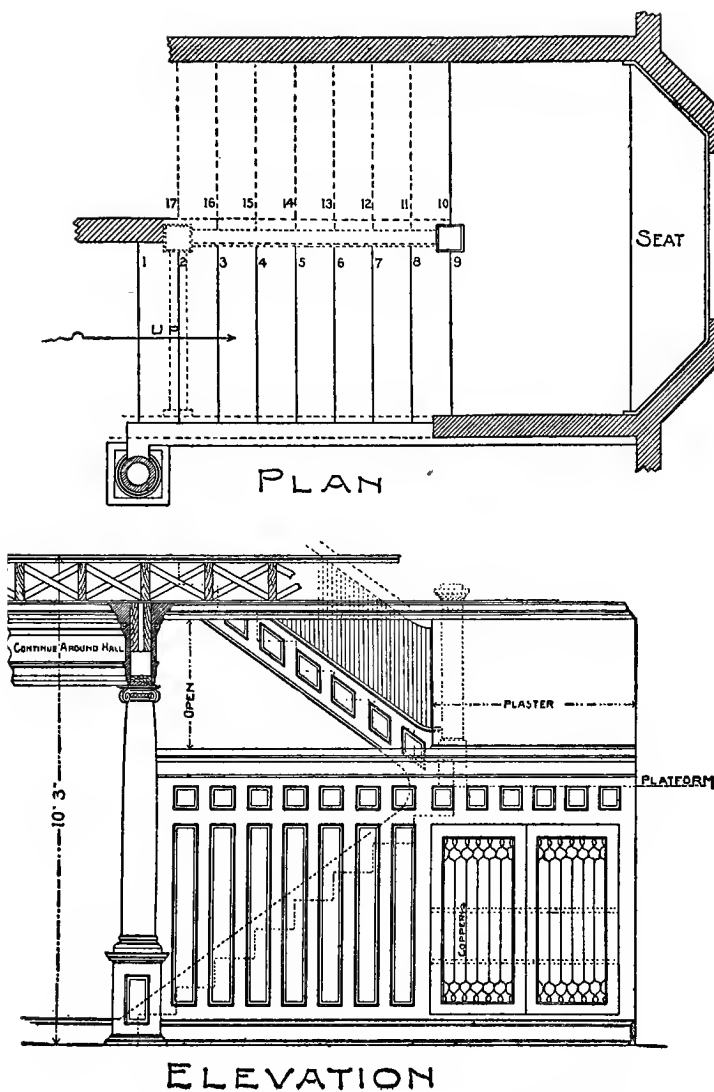 17 16 15 14 13 12 11 10
1 2 3 4 5 6 7 8 9
SEAT
UP
PLAN
CONTINUE AROUND HALL
OPEN
PLASTER
PLATFORM
10' 3"
COPPER
ELEVATION